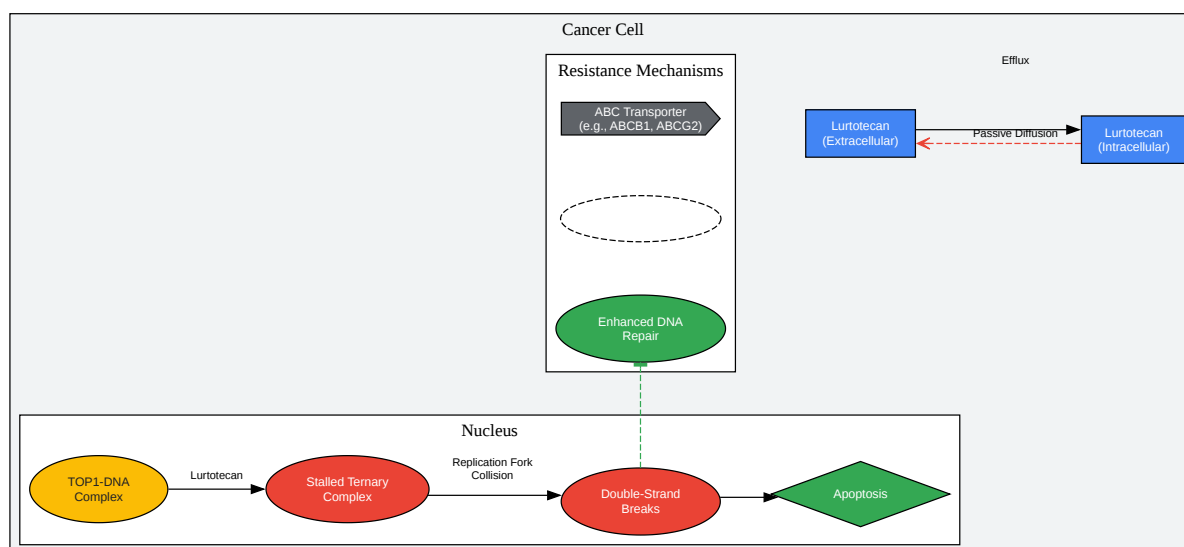 Cancer Cell
Resistance Mechanisms
ABC Transporter
(e.g., ABCB1, ABCG2)
Efflux
Lurtotecan
(Extracellular)
Passive Diffusion
Lurtotecan
(Intracellular)
Enhanced DNA
Repair
Nucleus
TOP1-DNA
Complex
Lurtotecan
Stalled Ternary
Complex
Replication Fork
Collision
Double-Strand
Breaks
Apoptosis